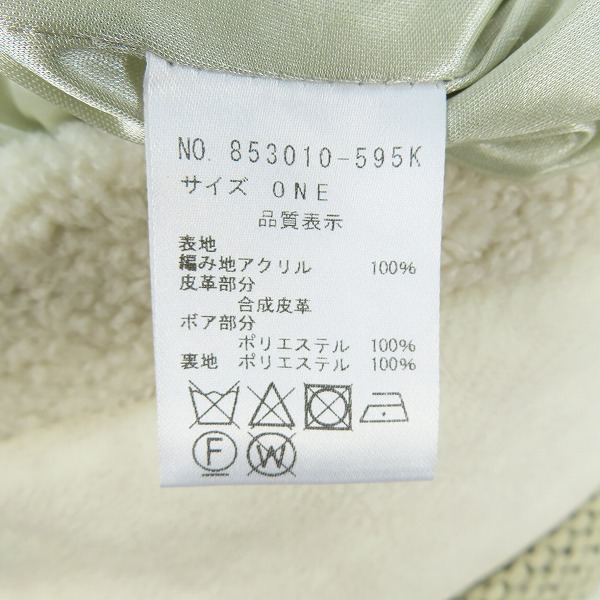 NO. 853010-595K
サイズ ONE
品質表示
表地
編み地アクリル 100%
皮革部分
合成皮革
ボア部分
ポリエステル 100%
裏地 ポリエステル 100%
F W